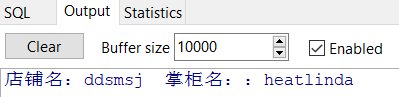 SQL Output Statistics
Clear Buffer size 10000 Enabled
店铺名：ddsmsj 掌柜名：：heatlinda